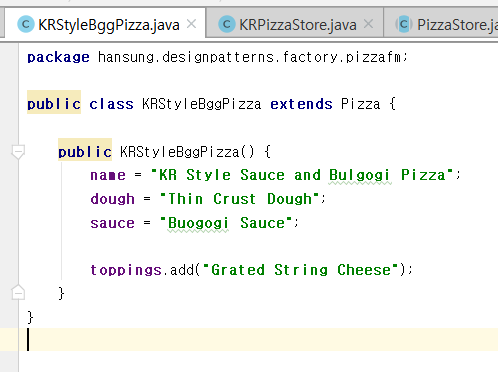 KRStyleBggPizza.java
KRPizzaStore.java
PizzaStore.ja
package hansung.designpatterns.factory.pizzafm;
public class KRStyleBggPizza extends Pizza {
public KRStyleBggPizza() {
name = "KR Style Sauce and Bulgogi Pizza";
dough = "Thin Crust Dough";
sauce = "Buogogi Sauce";
toppings.add("Grated String Cheese");
}
}